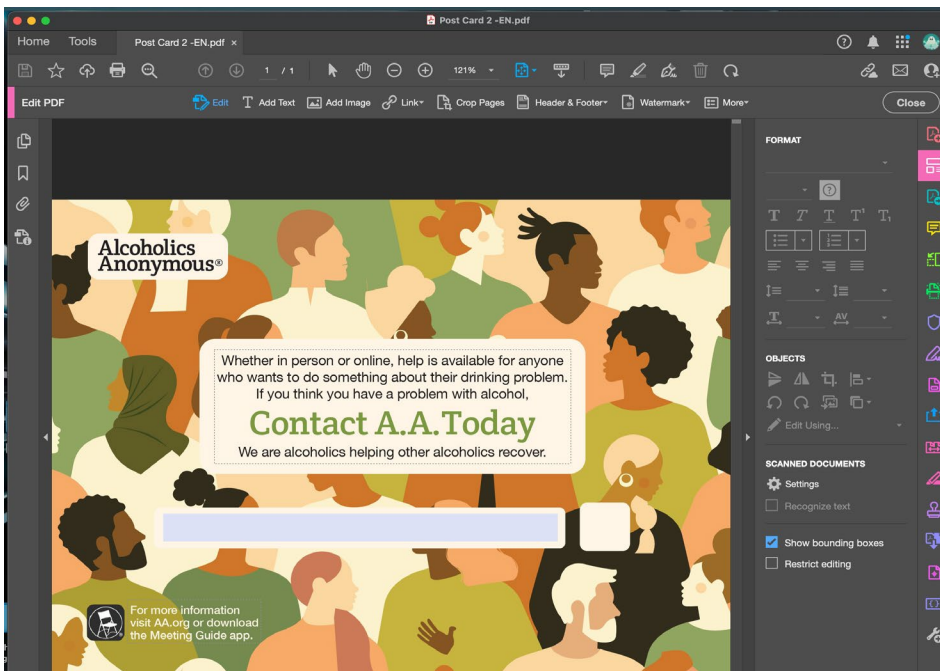 Post Card 2 -EN.pdf
Home Tools Post Card 2 -EN.pdf ×
1 / 1 121%
Edit PDF Edit Add Text Add Image Link Crop Pages Header & Footer Watermark More Close
FORMAT
OBJECTS
Edit Using...
SCANNED DOCUMENTS
Settings
Recognize text
Show bounding boxes
Restrict editing
Alcoholics
Anonymous®
Whether in person or online, help is available for anyone
who wants to do something about their drinking problem.
If you think you have a problem with alcohol,
Contact A.A.Today
We are alcoholics helping other alcoholics recover.
For more information
visit AA.org or download
the Meeting Guide app.